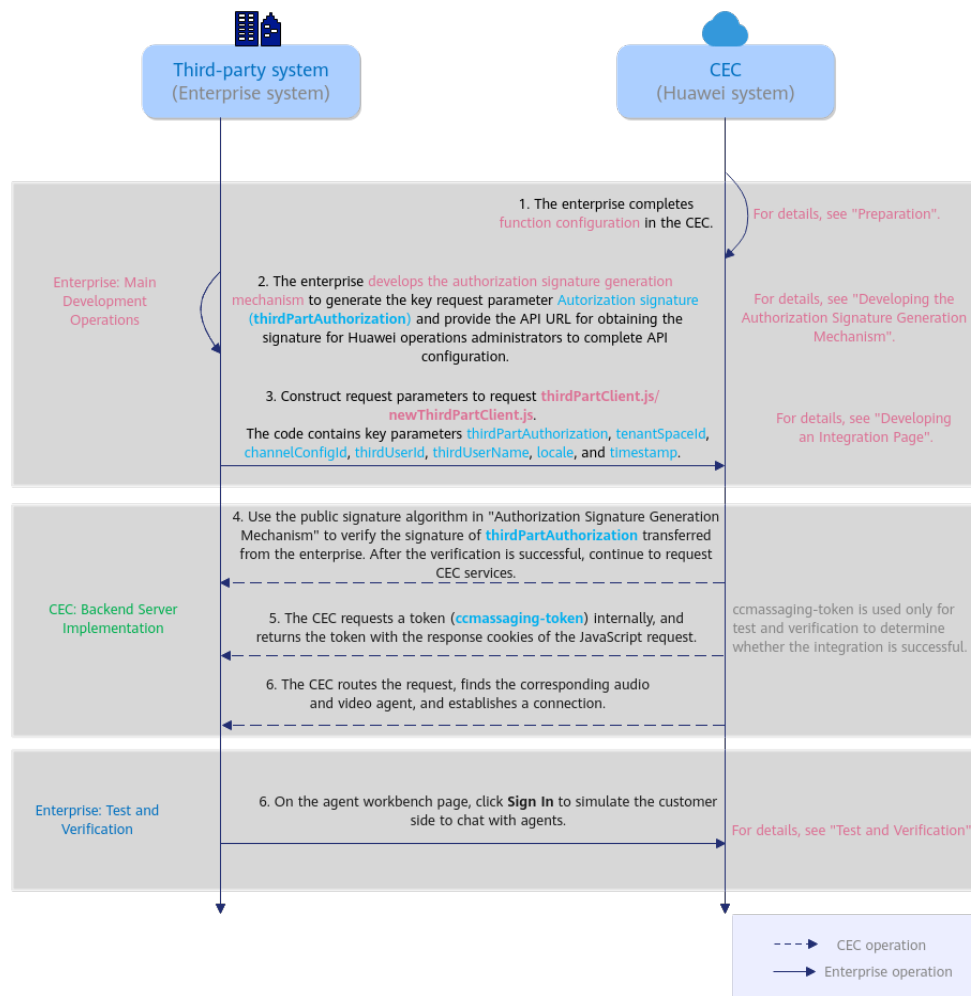 Third-party system
(Enterprise system)
CEC
(Huawei system)
1. The enterprise completes
function configuration in the CEC.
For details, see "Preparation".
Enterprise: Main
Development
Operations
2. The enterprise develops the authorization signature generation
mechanism to generate the key request parameter Autorization signature
(thirdPartAuthorization) and provide the API URL for obtaining the
signature for Huawei operations administrators to complete API
configuration.
For details, see "Developing the
Authorization Signature Generation
Mechanism".
3. Construct request parameters to request thirdPartClient.js/
newThirdPartClient.js.
The code contains key parameters thirdPartAuthorization, tenantSpaceId,
channelConfigId, thirdUserId, thirdUserName, locale, and timestamp.
For details, see "Developing
an Integration Page".
4. Use the public signature algorithm in "Authorization Signature Generation
Mechanism" to verify the signature of thirdPartAuthorization transferred
from the enterprise. After the verification is successful, continue to request
CEC services.
CEC: Backend Server
Implementation
5. The CEC requests a token (ccmassaging-token) Internally, and
returns the token with the response cookies of the JavaScript request.
ccmassaging-token is used only for
test and verification to determine
whether the integration is successful.
6. The CEC routes the request, finds the corresponding audio
and video agent, and establishes a connection.
Enterprise: Test and
Verification
6. On the agent workbench page, click Sign In to simulate the customer
side to chat with agents.
For details, see "Test and Verification"
CEC operation
Enterprise operation